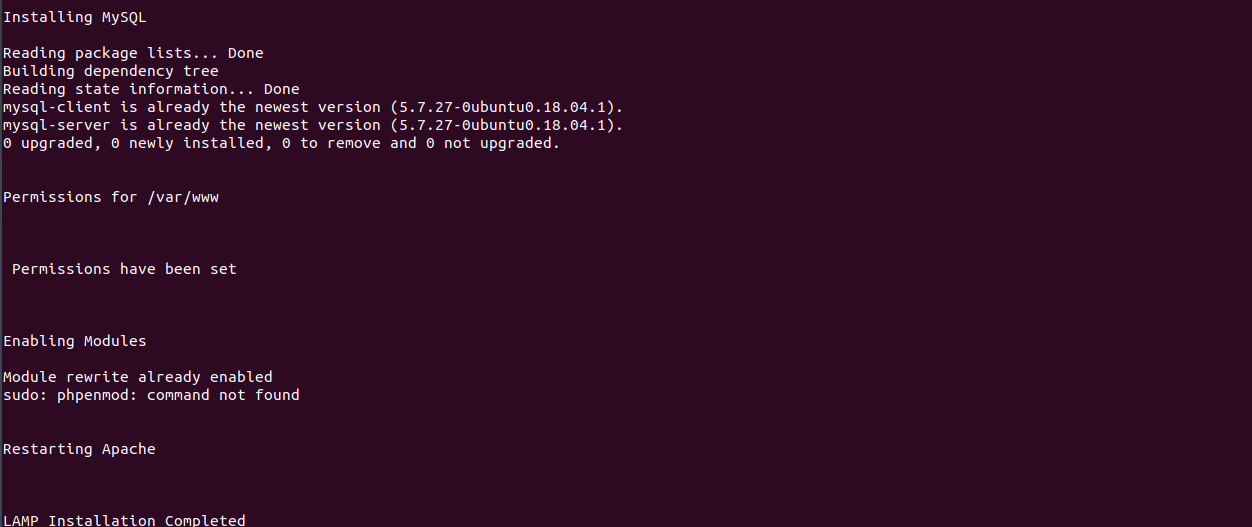 Installing MySQL
Reading package lists... Done
Building dependency tree
Reading state information... Done
mysql-client is already the newest version (5.7.27-0ubuntu0.18.04.1).
mysql-server is already the newest version (5.7.27-0ubuntu0.18.04.1).
0 upgraded, 0 newly installed, 0 to remove and 0 not upgraded.
Permissions for /var/www
Permissions have been set
Enabling Modules
Module rewrite already enabled
sudo: phpenmod: command not found
Restarting Apache
LAMP Installation Completed